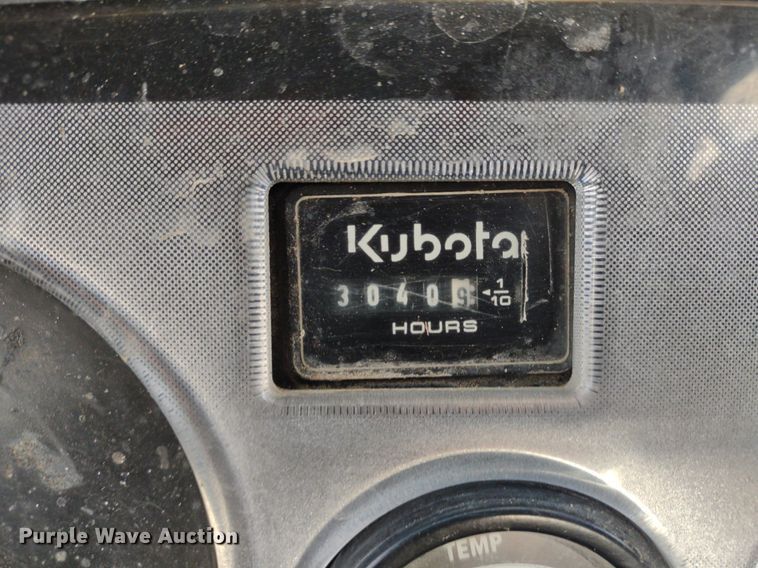 Kubota
3040 1/10
HOURS
TEMP
Purple Wave Auction®